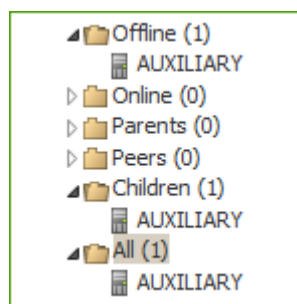 Offline (1)
AUXILIARY
Online (0)
Parents (0)
Peers (0)
Children (1)
AUXILIARY
All (1)
AUXILIARY